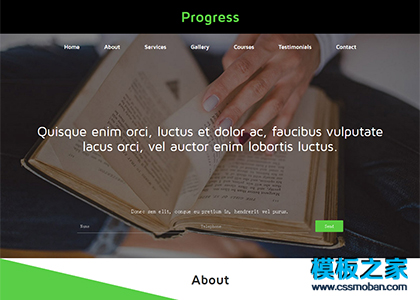 Progress
Home About Services Gallery Courses Testimonials Contact
Quisque enim orci, luctus et dolor ac, faucibus vulputate
lacus orci, vel auctor enim lobortis luctus.
Donec sem elit, congue eu pretium in, hendrerit vel purus.
Name Telephone Send
About
模板之家
www.cssmoban.com